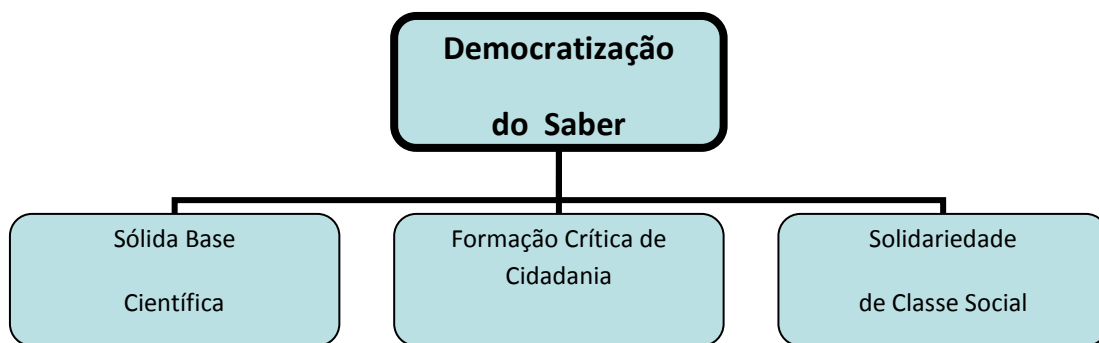 Democratização
do Saber
Sólida Base
Científica
Formação Crítica de
Cidadania
Solidariedade
de Classe Social